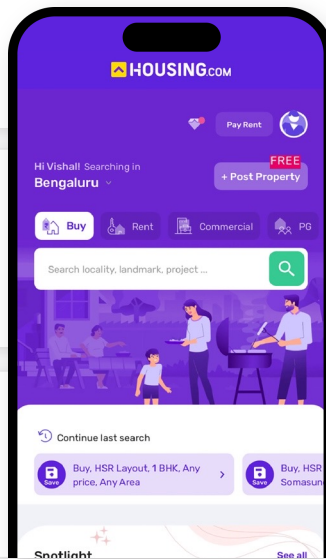 HOUSING.COM
Pay Rent
Hi Vishal! Searching in
FREE
Bengaluru
+ Post Property
Buy
Rent
Commercial
PG
Search locality, landmark, project ...
Continue last search
Buy, HSR Layout, 1 BHK, Any
price, Any Area
Save
Buy, HSR
Somasun
Save
Spotlight
See all